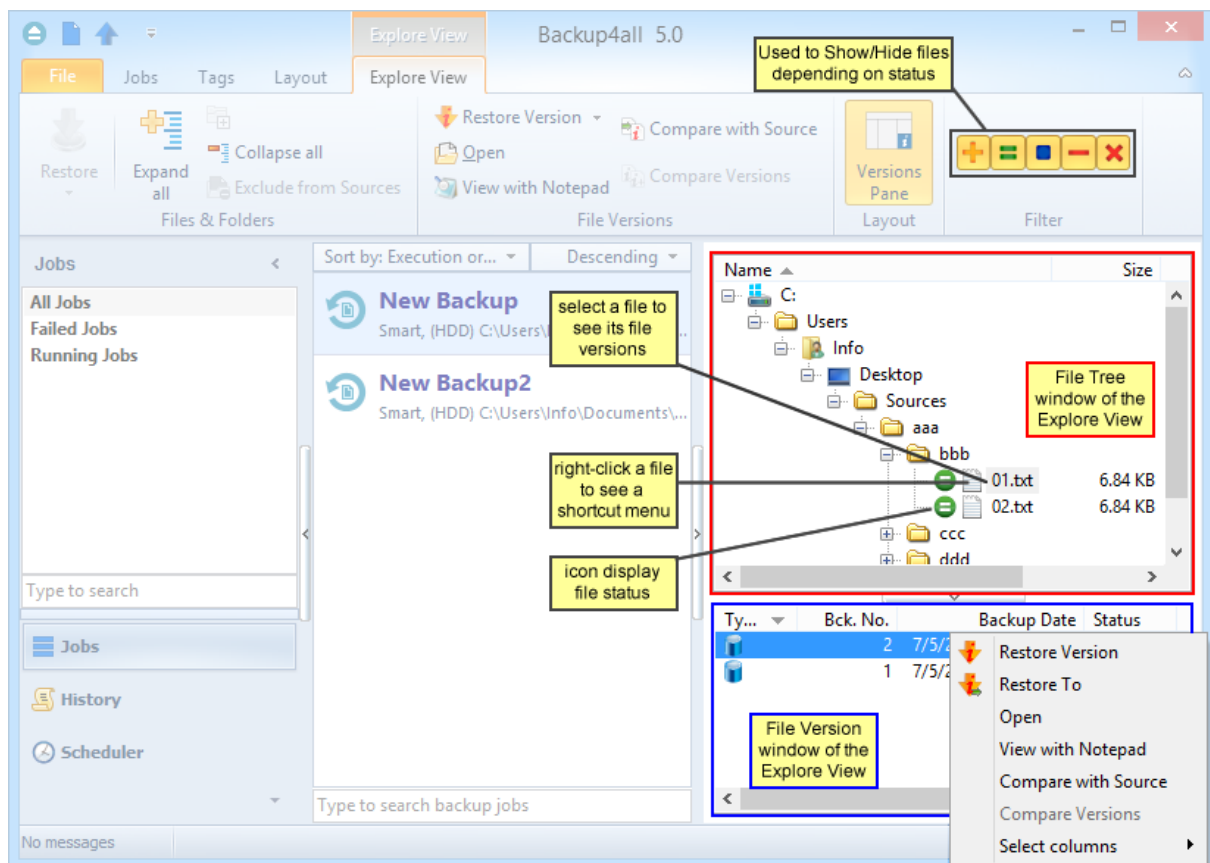 Explore View
Backup4all 5.0
File
Jobs
Tags
Layout
Explore View
Used to Show/Hide files
depending on status
Restore
Expand
all
Collapse all
Exclude from Sources
Files & Folders
Restore Version
Open
View with Notepad
Compare with Source
Compare Versions
File Versions
Versions
Pane
Layout
Filter
Jobs
All Jobs
Failed Jobs
Running Jobs
Type to search
Jobs
History
Scheduler
No messages
Sort by: Execution or...
Descending
New Backup
Smart, (HDD) C:\Users\
New Backup2
Smart, (HDD) C:\Users\Info\Documents\...
Type to search backup jobs
select a file to
see its file
versions
right-click a file
to see a
shortcut menu
icon display
file status
Name
Size
C:
Users
Info
Desktop
Sources
aaa
bbb
01.txt 6.84 KB
02.txt 6.84 KB
ccc
ddd
File Tree
window of the
Explore View
Ty... Bck. No. Backup Date Status
2 7/5/2
1 7/5/2
File Version
window of the
Explore View
Restore Version
Restore To
Open
View with Notepad
Compare with Source
Compare Versions
Select columns